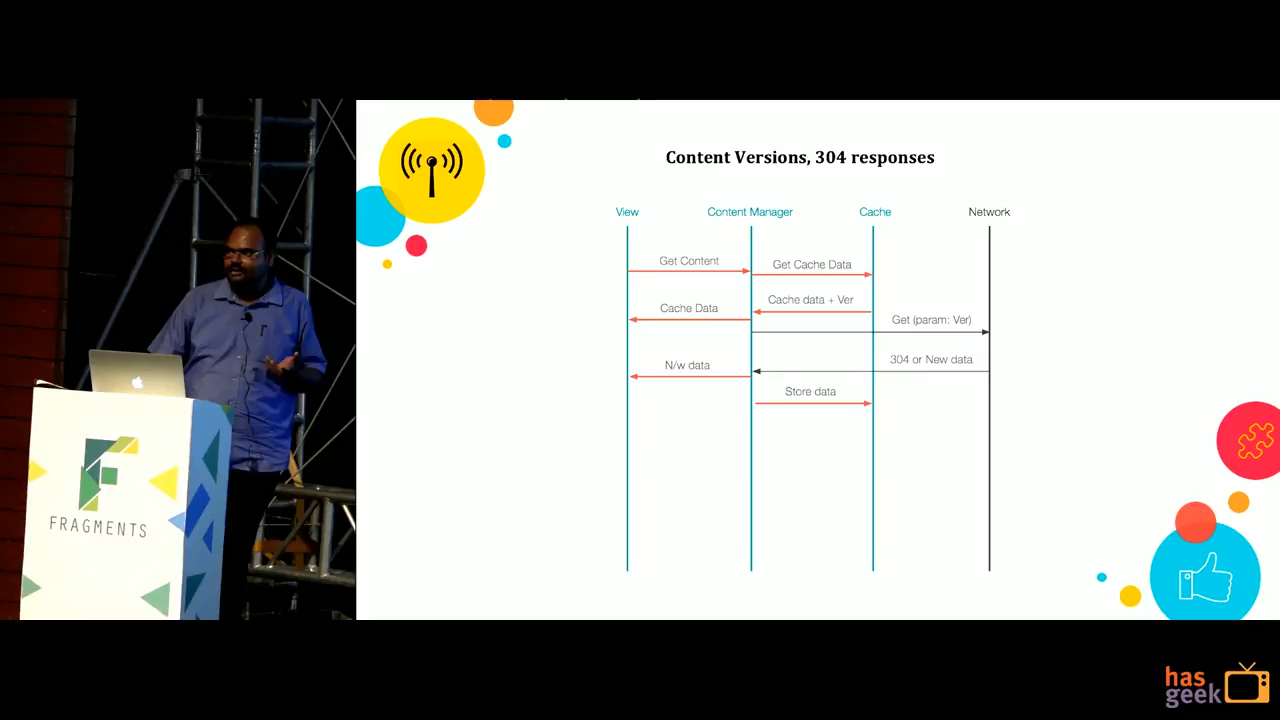 Content Versions, 304 responses
View Content Manager Cache Network
Get Content
Get Cache Data
Cache data + Ver
Cache Data
Get (param: Ver)
304 or New data
N/w data
Store data
FRAGMENTS
has
geek